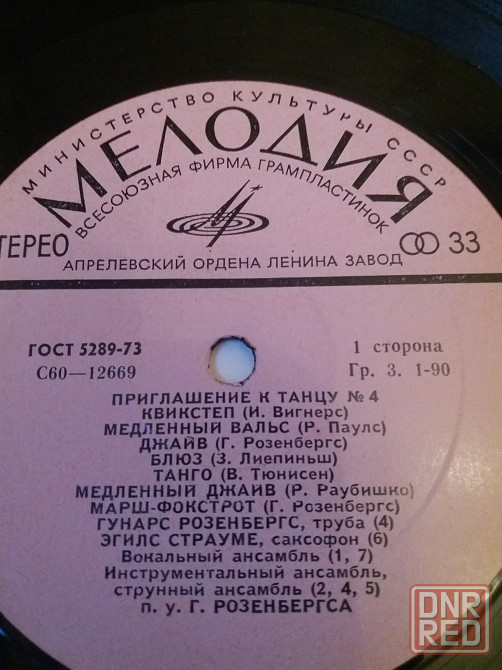 МИНИСТЕРСТВО КУЛЬТУРЫ СССР
МЕЛОДИЯ
ВСЕСОЮЗНАЯ ФИРМА ГРАМПЛАСТИНОК
СТЕРЕО 33
АПРЕЛЕВСКИЙ ОРДЕНА ЛЕНИНА ЗАВОД
ГОСТ 5289-73 1 сторона
С60—12669 Гр. 3. 1-90
ПРИГЛАШЕНИЕ К ТАНЦУ № 4
КВИКСТЕП (И. Вигнерс)
МЕДЛЕННЫЙ ВАЛЬС (Р. Паулс)
ДЖАЙВ (Г. Розенбергс)
БЛЮЗ (З. Лиепиньш)
ТАНГО (В. Тюнисен)
МЕДЛЕННЫЙ ДЖАЙВ (Р. Раубишко)
МАРШ-ФОКСТРОТ (Г. Розенбергс)
ГУНАРС РОЗЕНБЕРГС, труба (4)
ЭГИЛС СТРАУМЕ, саксофон (6)
Вокальный ансамбль (1, 7)
Инструментальный ансамбль,
струнный ансамбль (2, 4, 5)
п. у. Г. РОЗЕНБЕРГСА
DNR
RED